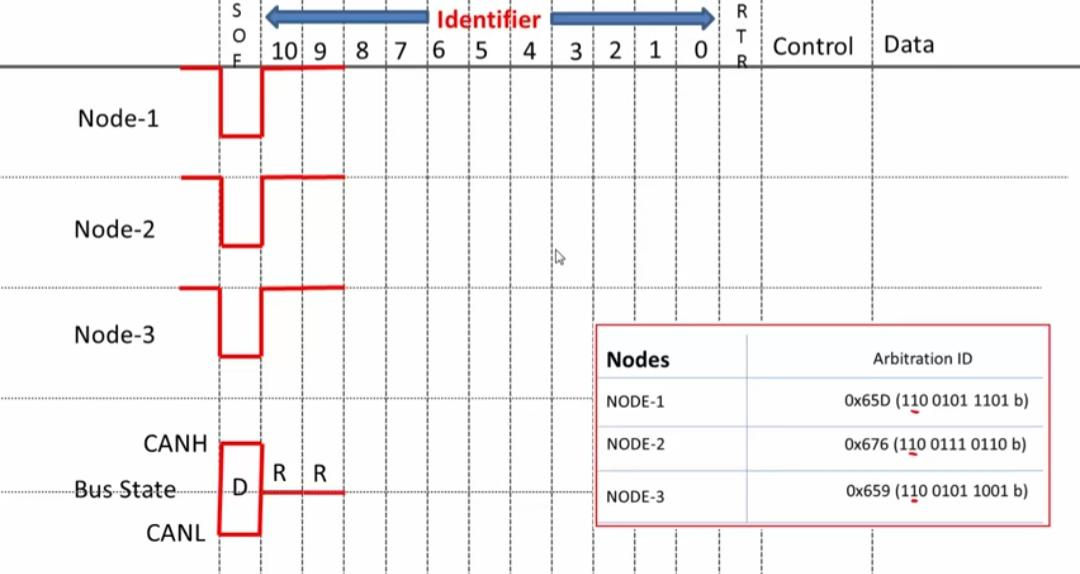 SOF
Identifier
RTR
10 9 8 7 6 5 4 3 2 1 0
Control Data
Node-1
Node-2
Node-3
Nodes Arbitration ID
NODE-1 0x65D (110 0101 1101 b)
NODE-2 0x676 (110 0111 0110 b)
NODE-3 0x659 (110 0101 1001 b)
CANH
R R
Bus State D
CANL